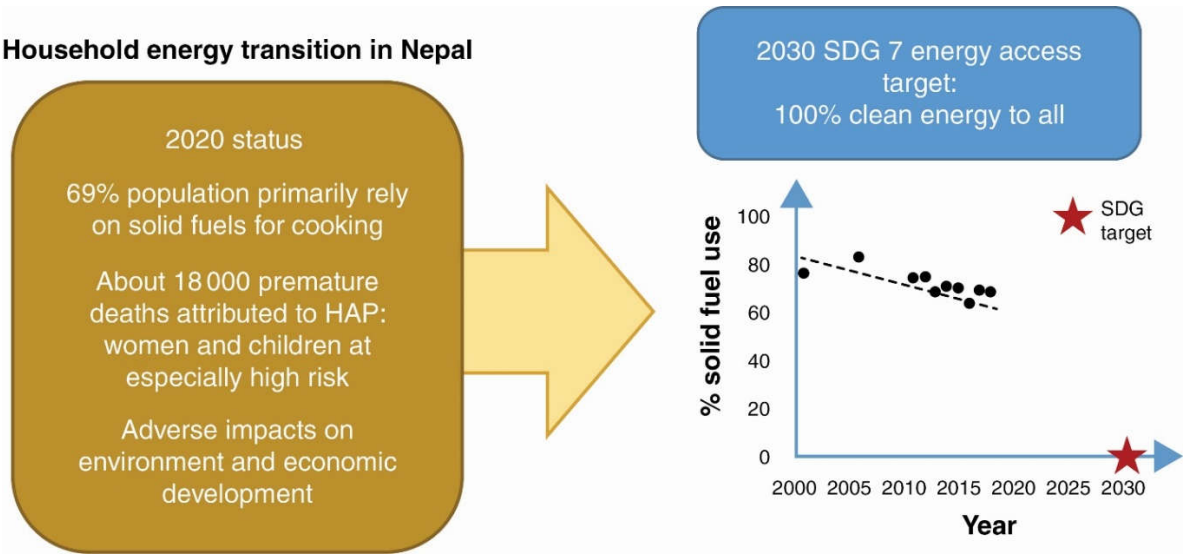 Household energy transition in Nepal
2020 status
69% population primarily rely
on solid fuels for cooking
About 18 000 premature
deaths attributed to HAP:
women and children at
especially high risk
Adverse impacts on
environment and economic
development
2030 SDG 7 energy access
target:
100% clean energy to all
SDG
target
% solid fuel use
100
80
60
40
20
0
2000 2005 2010 2015 2020 2025 2030
Year